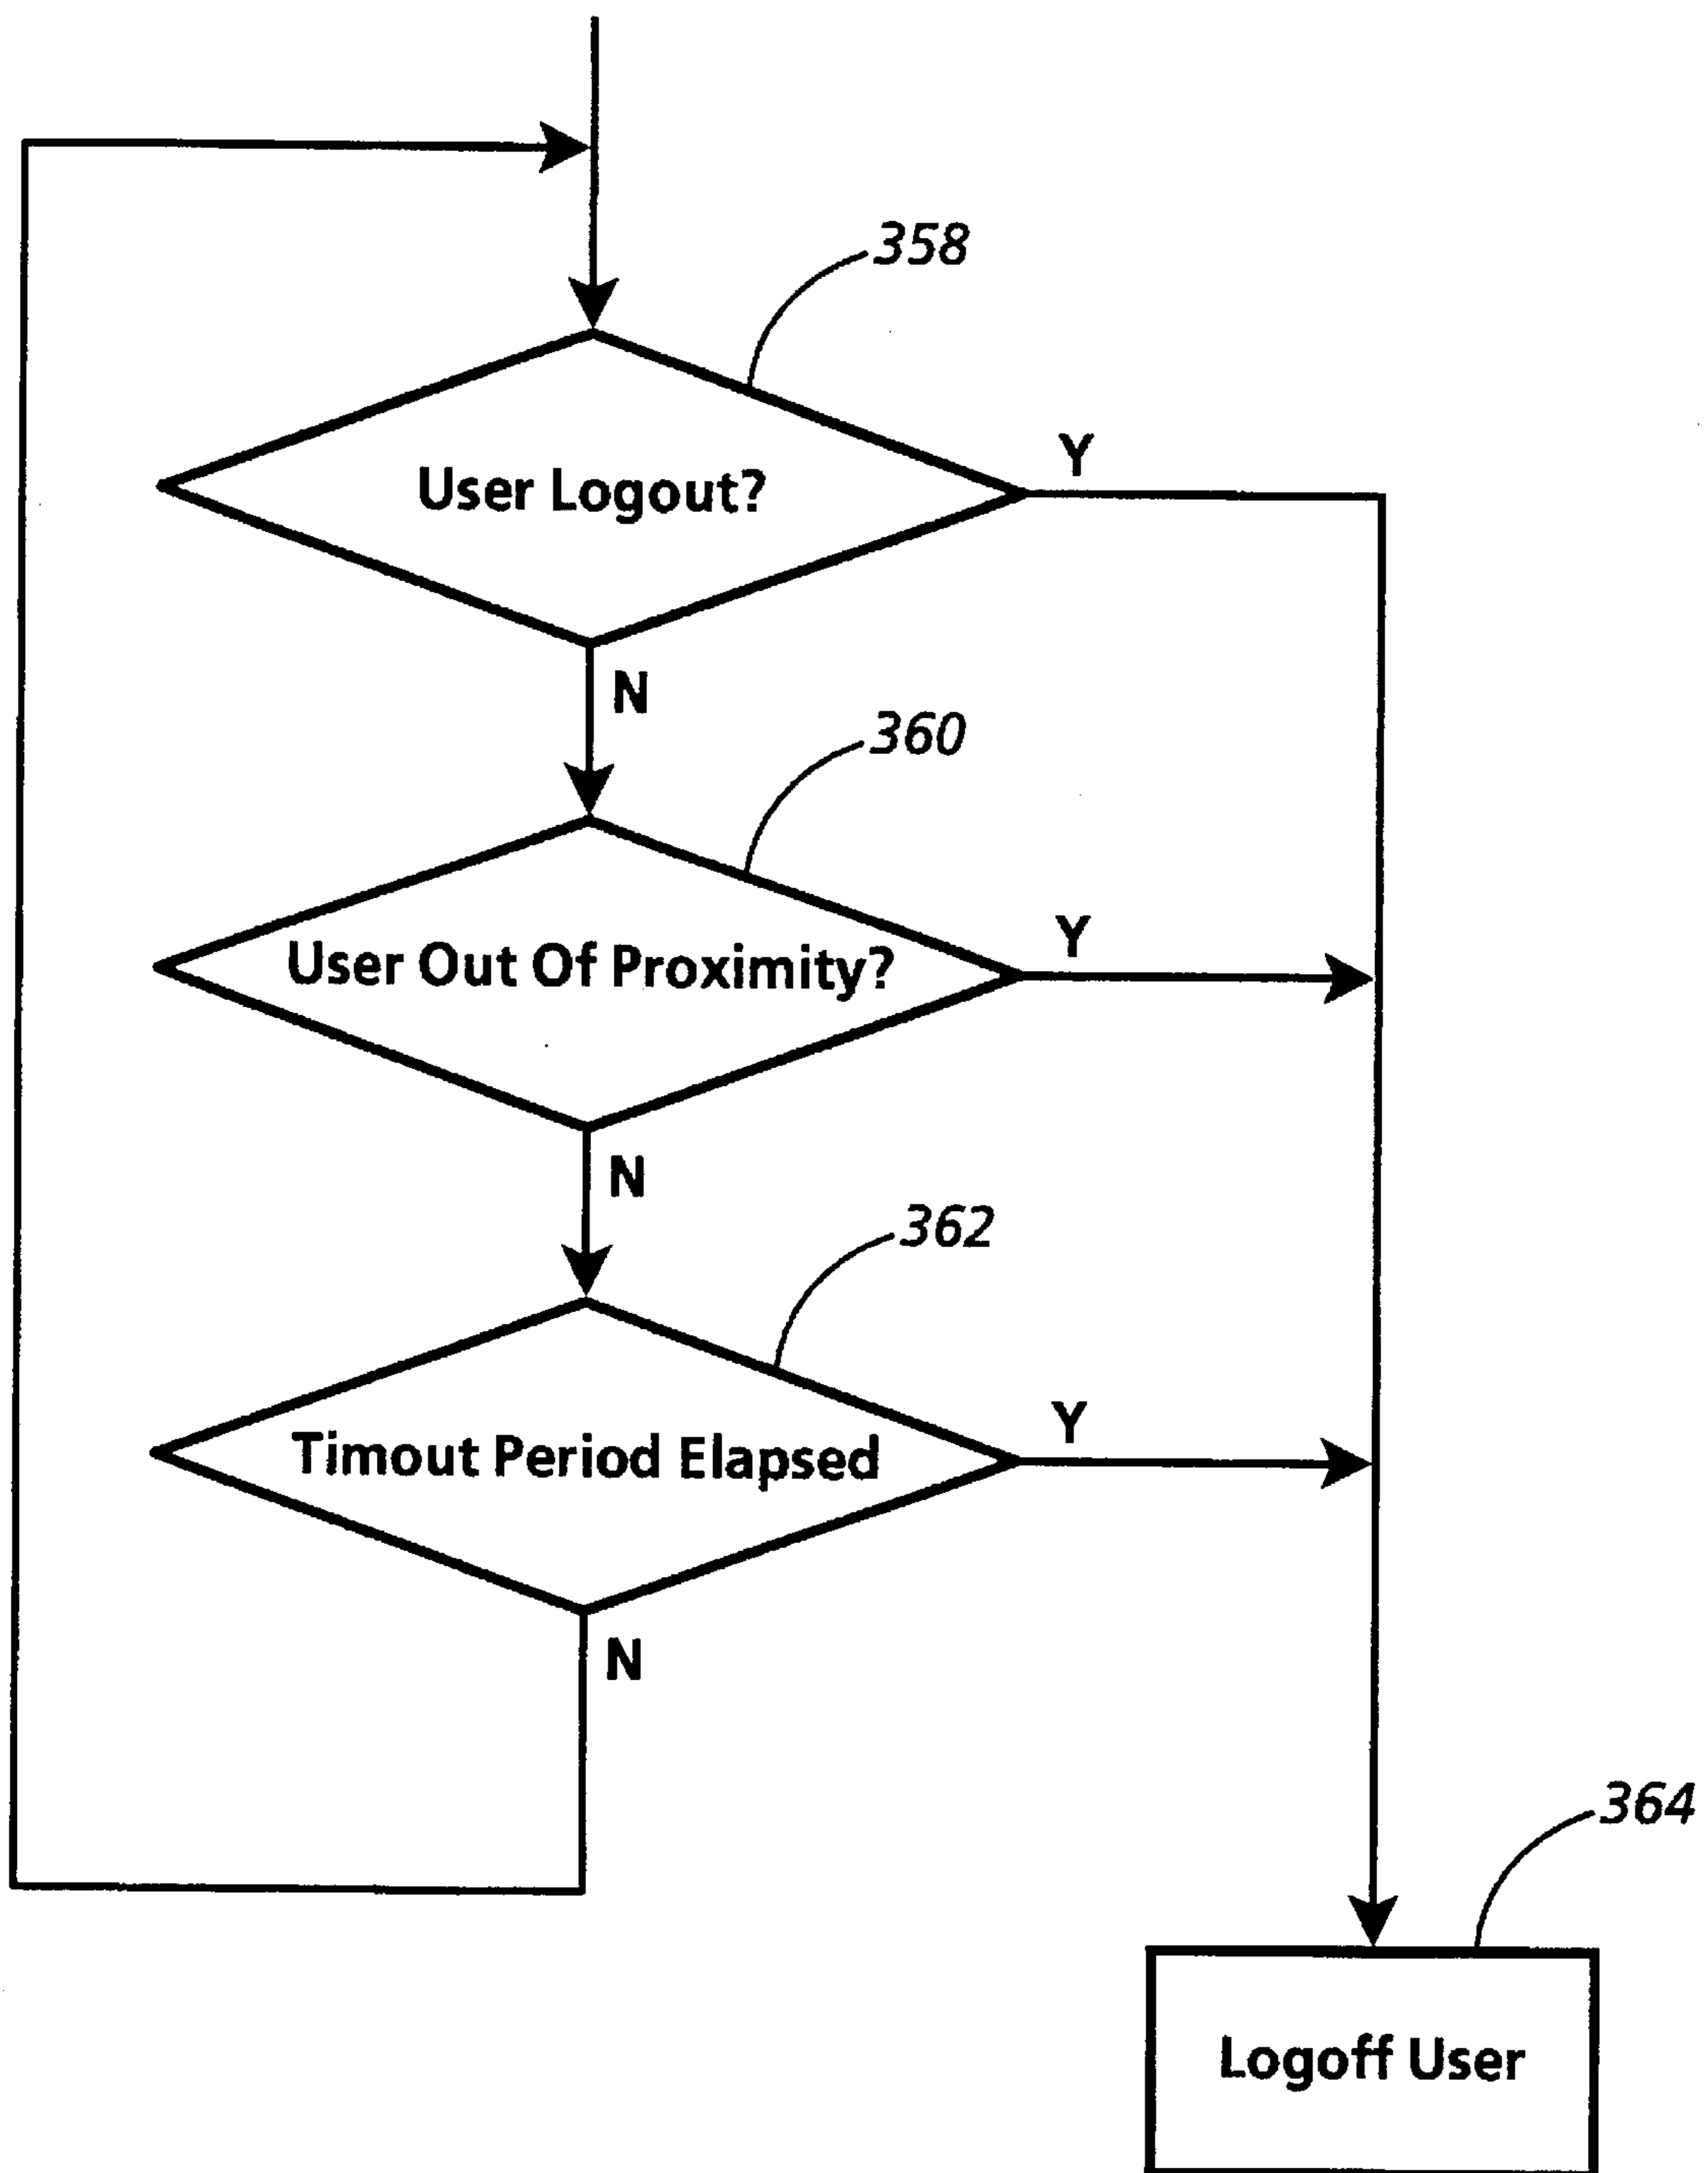 358
User Logout?
Y
N
360
User Out Of Proximity?
Y
N
362
Timout Period Elapsed
Y
N
364
Logoff User